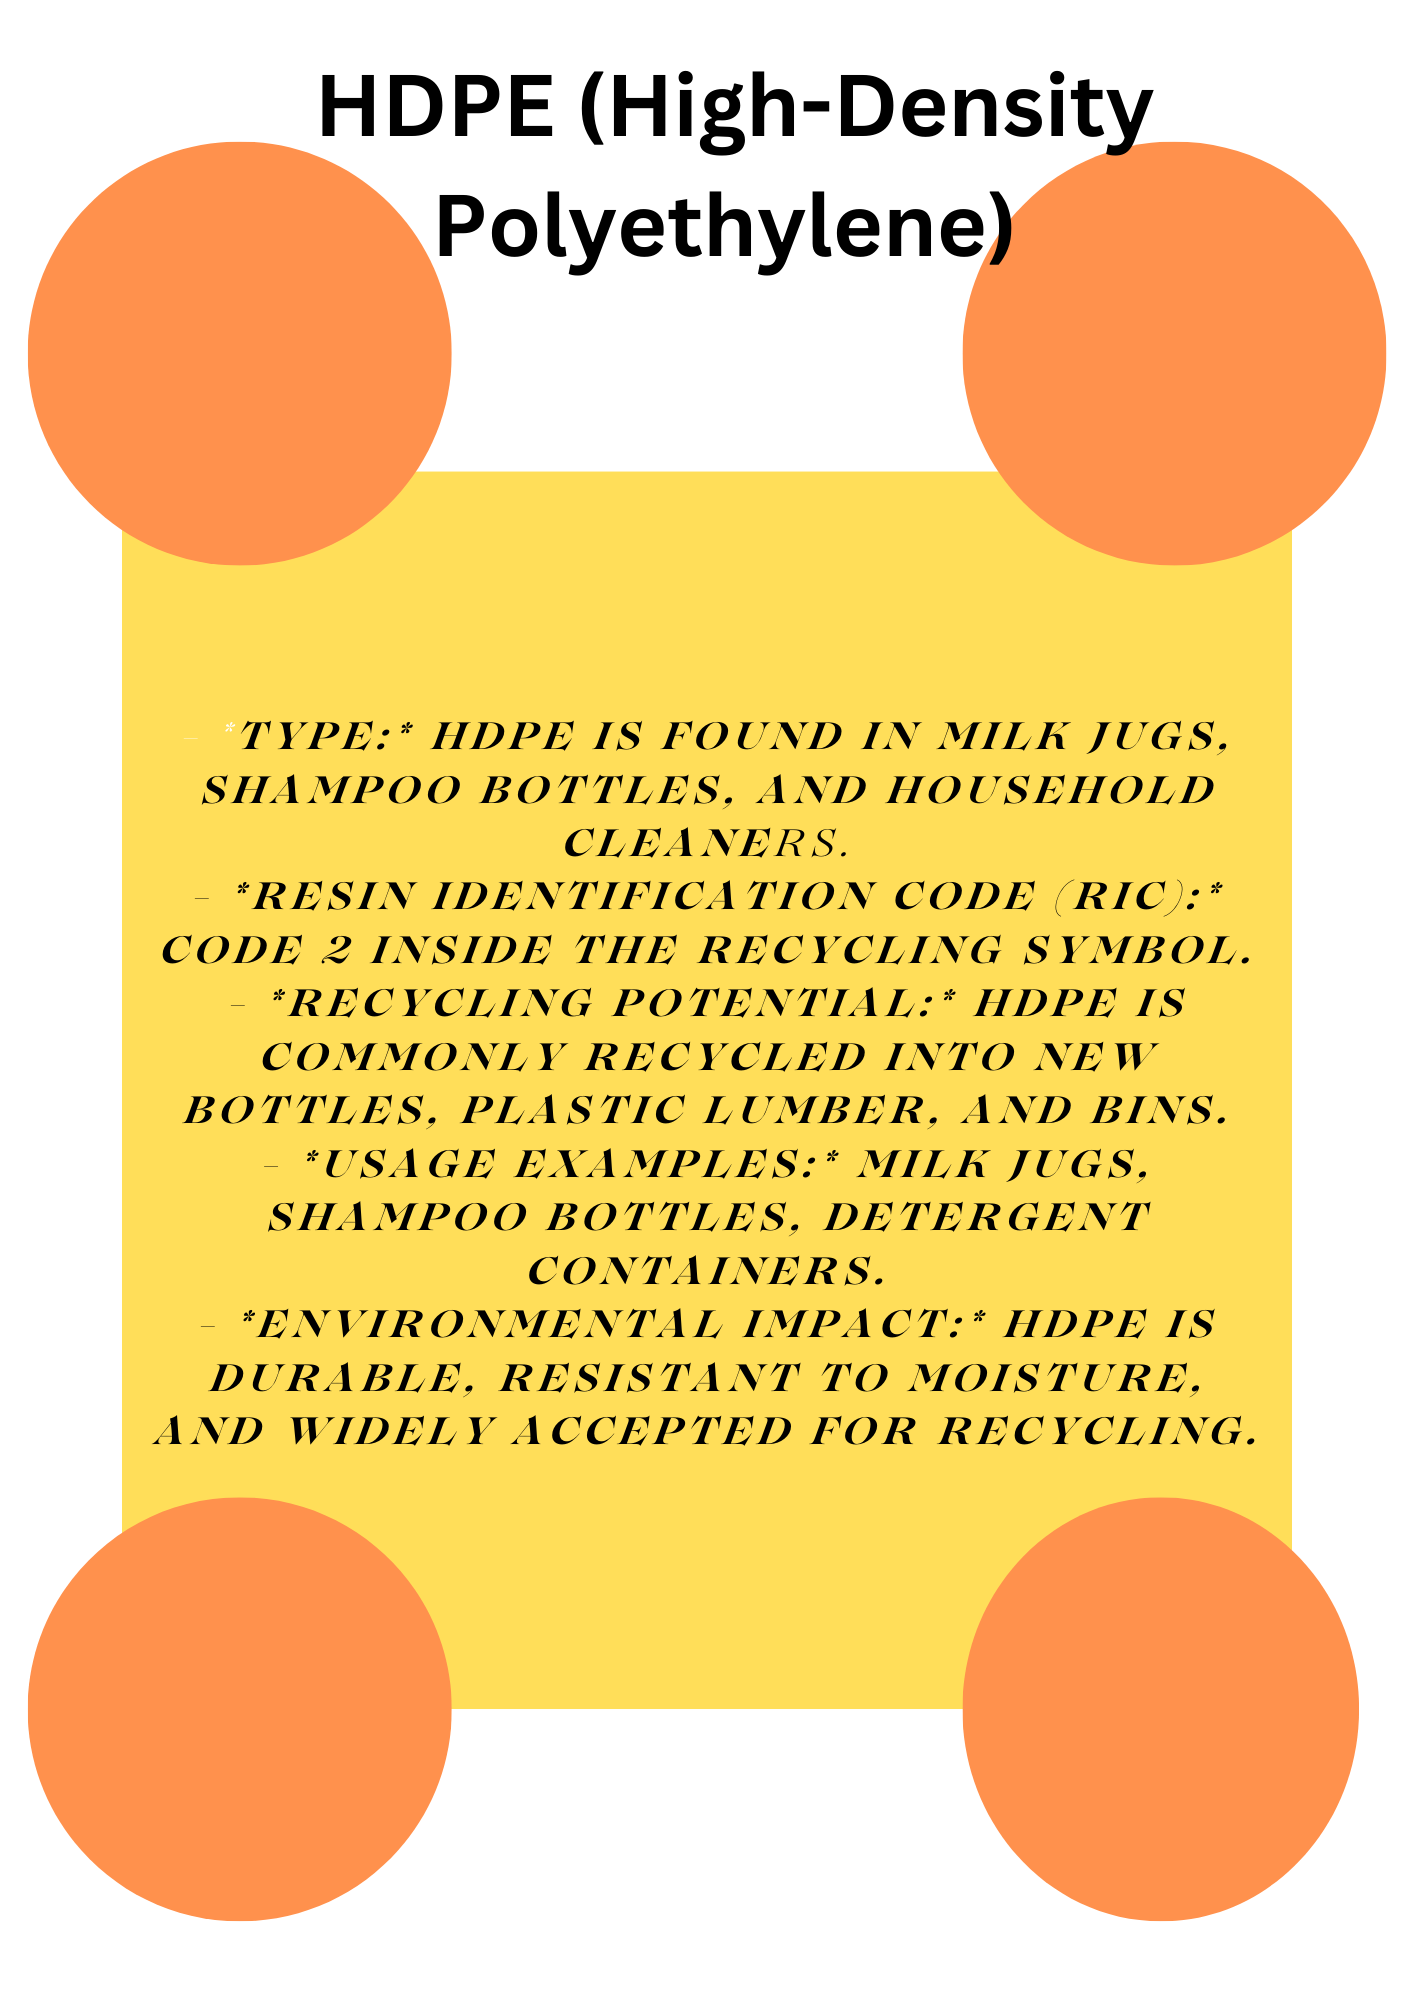 HDPE (High-Density
Polyethylene)
- *TYPE:* HDPE IS FOUND IN MILK JUGS,
SHAMPOO BOTTLES, AND HOUSEHOLD
CLEANERS.
- *RESIN IDENTIFICATION CODE (RIC):*
CODE 2 INSIDE THE RECYCLING SYMBOL.
- *RECYCLING POTENTIAL:* HDPE IS
COMMONLY RECYCLED INTO NEW
BOTTLES, PLASTIC LUMBER, AND BINS.
- *USAGE EXAMPLES:* MILK JUGS,
SHAMPOO BOTTLES, DETERGENT
CONTAINERS.
- *ENVIRONMENTAL IMPACT:* HDPE IS
DURABLE, RESISTANT TO MOISTURE,
AND WIDELY ACCEPTED FOR RECYCLING.